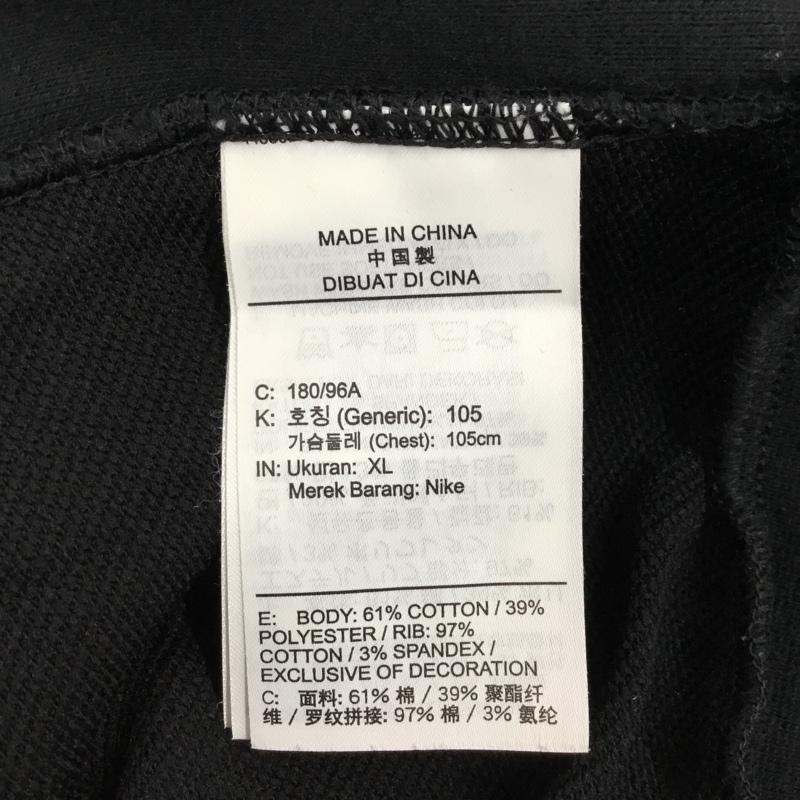 MADE IN CHINA
中国製
DIBUAT DI CINA
C: 180/96A
K: 호칭 (Generic): 105
가슴둘레 (Chest): 105cm
IN: Ukuran: XL
Merek Barang: Nike
E: BODY: 61% COTTON / 39%
POLYESTER / RIB: 97%
COTTON / 3% SPANDEX /
EXCLUSIVE OF DECORATION
C: 面料: 61% 棉 / 39% 聚酯纤
维 / 罗纹拼接: 97% 棉 / 3% 氨纶